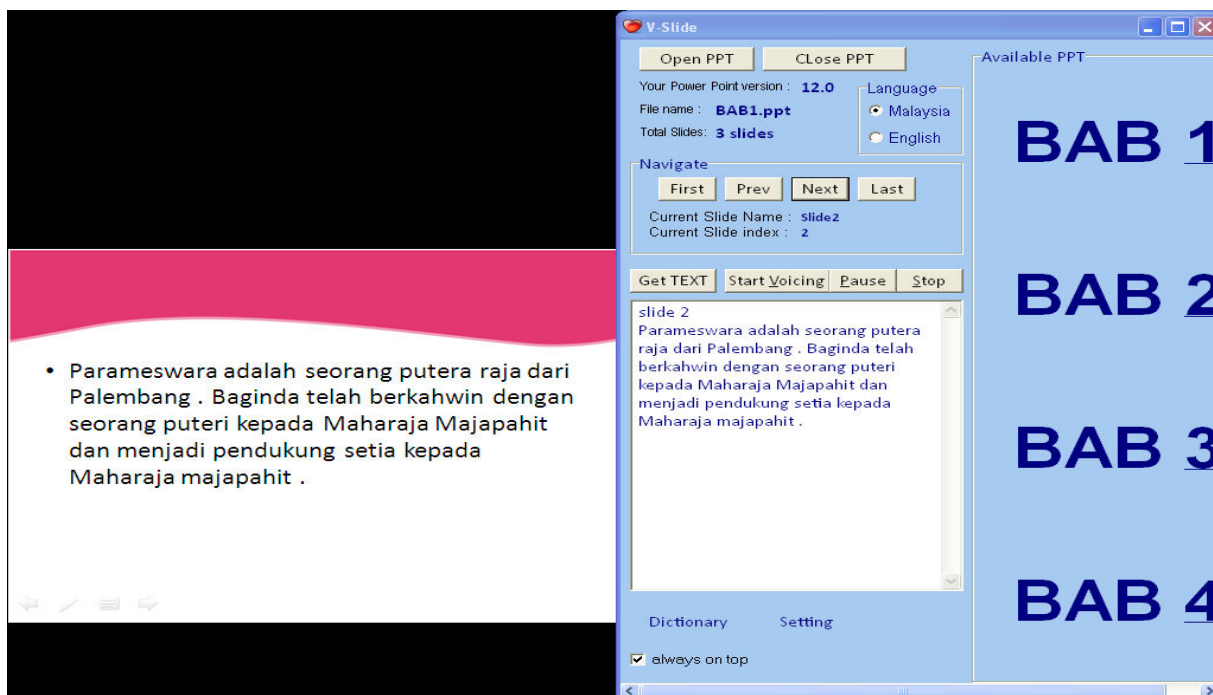 • Parameswara adalah seorang putera raja dari
Palembang . Baginda telah berkahwin dengan
seorang puteri kepada Maharaja Majapahit
dan menjadi pendukung setia kepada
Maharaja majapahit .
V-Slide
Open PPT CLose PPT
Your Power Point version : 12.0
File name : BAB1.ppt
Total Slides: 3 slides
Language
Malaysia
English
Navigate
First Prev Next Last
Current Slide Name : Slide2
Current Slide index : 2
Get TEXT Start Voicing Pause Stop
slide 2
Parameswara adalah seorang putera
raja dari Palembang . Baginda telah
berkahwin dengan seorang puteri
kepada Maharaja Majapahit dan
menjadi pendukung setia kepada
Maharaja majapahit .
Dictionary Setting
always on top
Available PPT
BAB 1
BAB 2
BAB 3
BAB 4